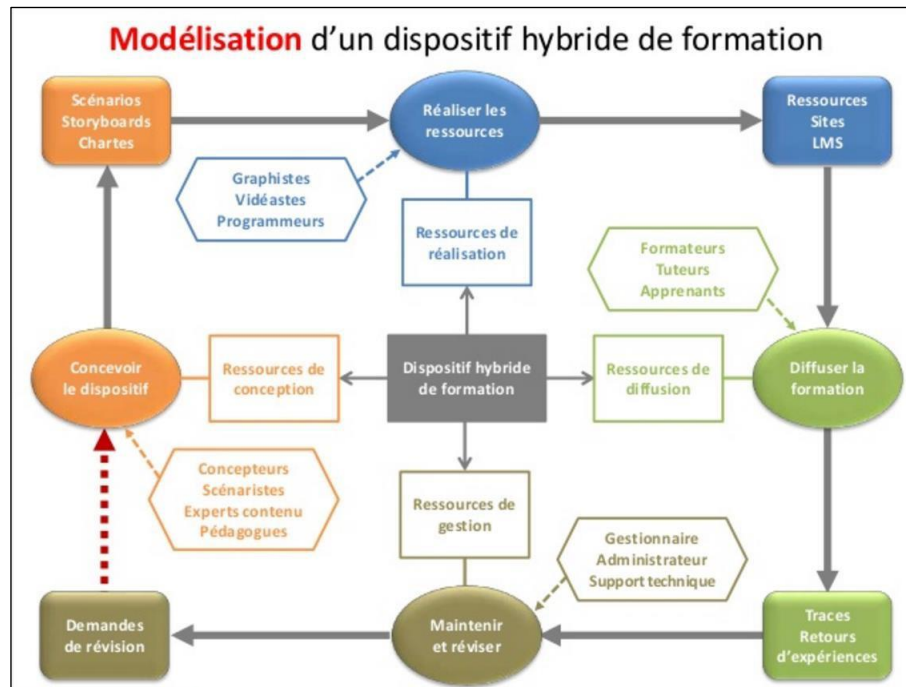 Modélisation d'un dispositif hybride de formation
Scénarios
Storyboards
Chartes
Réaliser les
ressources
Ressources
Sites
LMS
Graphistes
Vidéastes
Programmeurs
Ressources de
réalisation
Formateurs
Tuteurs
Apprenants
Concevoir
le dispositif
Ressources de
conception
Dispositif hybride
de formation
Ressources de
diffusion
Diffuser la
formation
Concepteurs
Scénaristes
Experts contenu
Pédagogues
Ressources de
gestion
Gestionnaire
Administrateur
Support technique
Demandes
de révision
Maintenir
et réviser
Traces
Retours
d'expériences